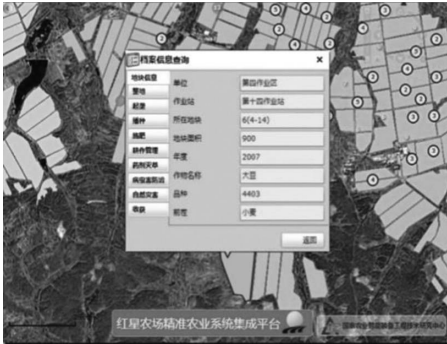 档案信息查询
×
地块信息
整地
起垄
播种
施肥
耕作管理
药剂灭草
病虫害防治
自然灾害
收获
单位 第四作业区
作业站 第十四作业站
所在地块 6(4-14)
地块面积 900
年度 2007
作物名称 大豆
品种 4403
前茬 小麦
返回
红星农场精准农业系统集成平台